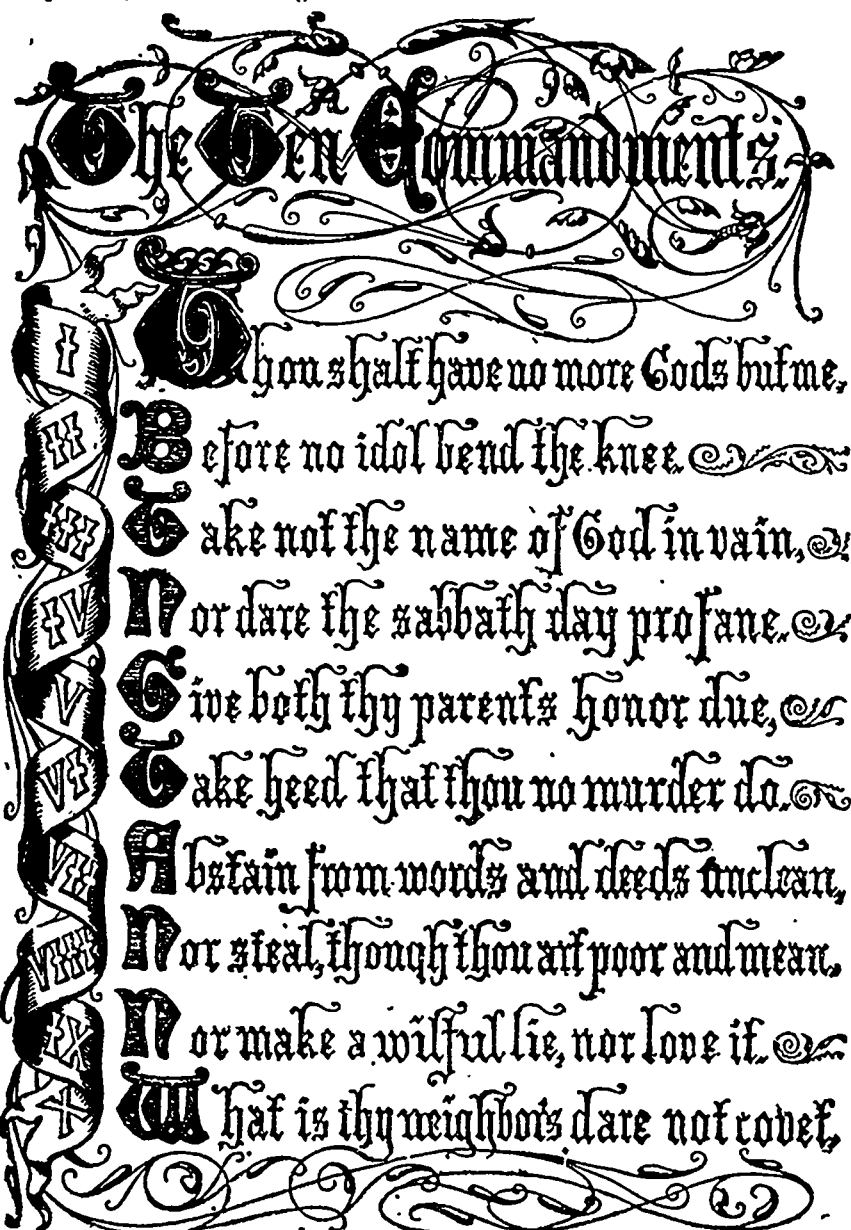 The Ten Commandments.
I Thou shalt have no more Gods but me,
II Before no idol bend the knee.
III Take not the name of God in vain,
IV Nor dare the sabbath day profane.
V Give both thy parents honor due,
VI Take heed that thou no murder do.
VII Abstain from words and deeds unclean,
VIII Nor steal, though thou art poor and mean,
IX Nor make a wilful lie, nor love it.
X What is thy neighbor's dare not covet,